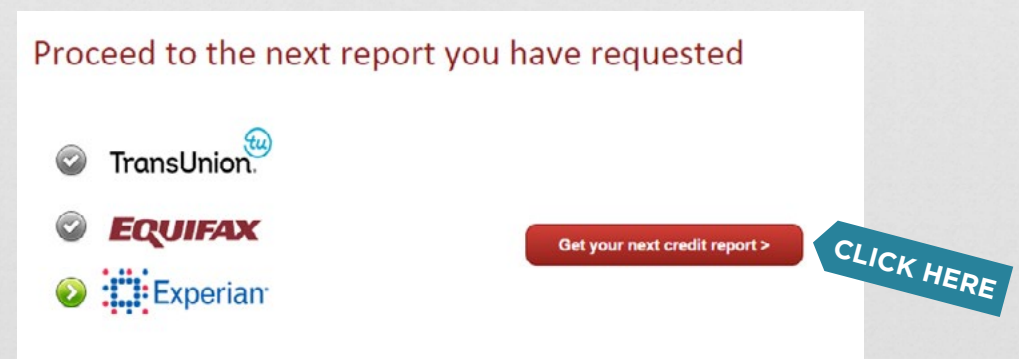 Proceed to the next report you have requested
tu
TransUnion.
EQUIFAX
Get your next credit report >
CLICK HERE
Experian